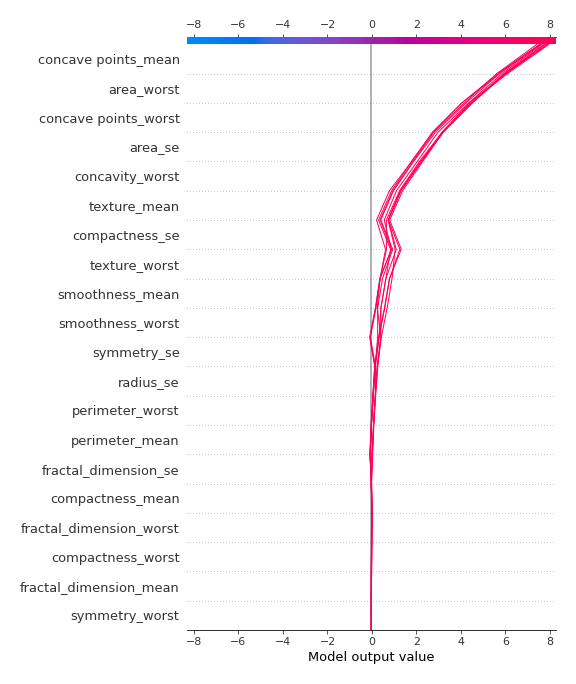 −8 −6 −4 −2 0 2 4 6 8
concave points_mean
area_worst
concave points_worst
area_se
concavity_worst
texture_mean
compactness_se
texture_worst
smoothness_mean
smoothness_worst
symmetry_se
radius_se
perimeter_worst
perimeter_mean
fractal_dimension_se
compactness_mean
fractal_dimension_worst
compactness_worst
fractal_dimension_mean
symmetry_worst
−8 −6 −4 −2 0 2 4 6 8
Model output value